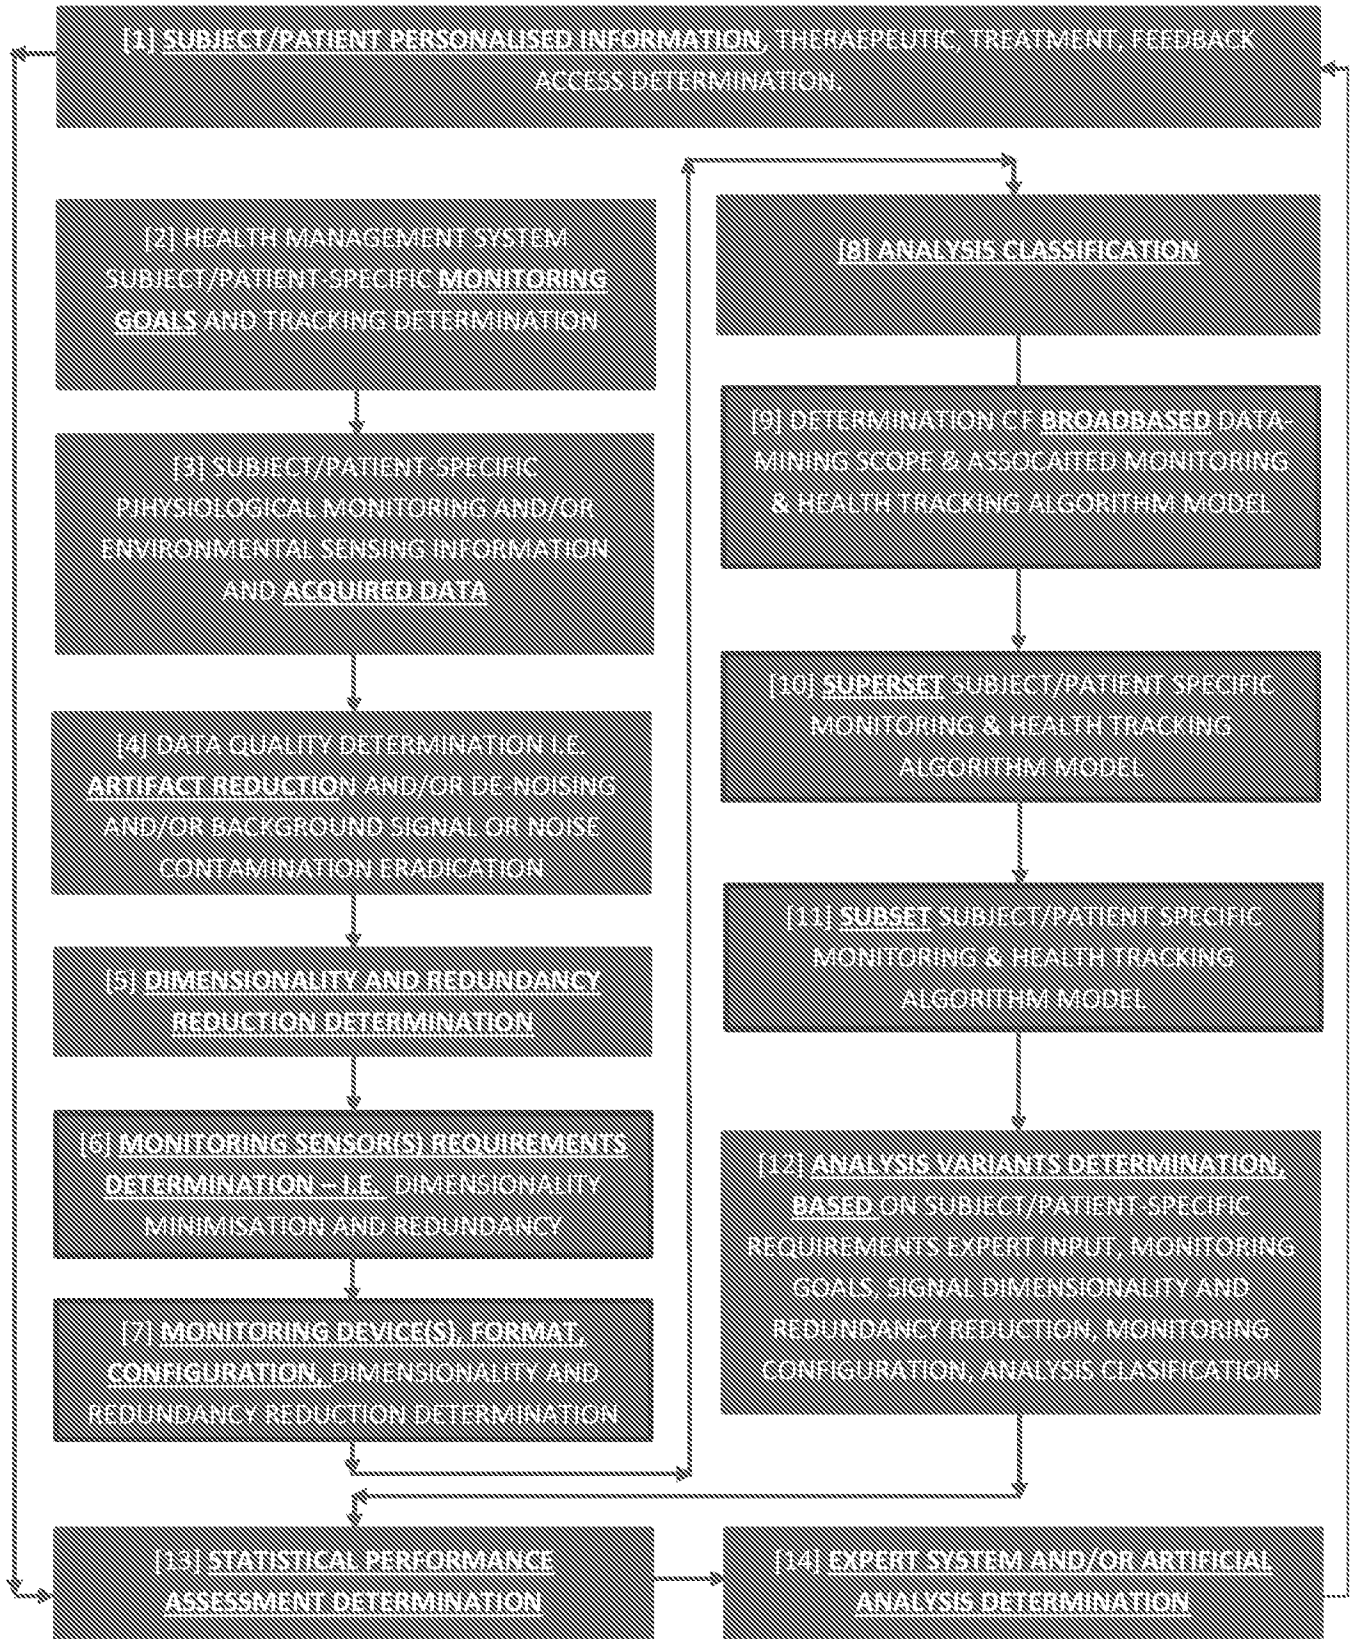 [1] SUBJECT/PATIENT PERSONALISED INFORMATION, THERAEPEUTIC, TREATMENT, FEEDBACK
ACCESS DETERMINATION.
[2] HEALTH MANAGEMENT SYSTEM
SUBJECT/PATIENT-SPECIFIC MONITORING
GOALS AND TRACKING DETERMINATION
[3] SUBJECT/PATIENT-SPECIFIC
PJHYSIOLOGICAL MONITORING AND/OR
ENVIRONMENTAL SENSING INFORMATION
AND ACQUIRED DATA
[4] DATA QUALITY DETERMINATION I.E.
ARTIFACT REDUCTION AND/OR DE-NOISING
AND/OR BACKGROUND SIGNAL OR NOISE
CONTAMINATION ERADICATION
[5] DIMENSIONALITY AND REDUNDANCY
REDUCTION DETERMINATION
[6] MONITORING SENSOR(S) REQUIREMENTS
DETERMINATION – I.E. DIMENSIONALITY
MINIMISATION AND REDUNDANCY
[7] MONITORING DEVICE(S), FORMAT,
CONFIGURATION, DIMENSIONALITY AND
REDUNDANCY REDUCTION DETERMINATION
[8] ANALYSIS CLASSIFICATION
[9] DETERMINATION OF BROADBASED DATA-
MINING SCOPE & ASSOCAITED MONITORING
& HEALTH TRACKING ALGORITHM MODEL
[10] SUPERSET SUBJECT/PATIENT SPECIFIC
MONITORING & HEALTH TRACKING
ALGORITHM MODEL
[11] SUBSET SUBJECT/PATIENT SPECIFIC
MONITORING & HEALTH TRACKING
ALGORITHM MODEL
[12] ANALYSIS VARIANTS DETERMINATION,
BASED ON SUBJECT/PATIENT-SPECIFIC
REQUIREMENTS EXPERT INPUT, MONITORING
GOALS, SIGNAL DIMENSIONALITY AND
REDUNDANCY REDUCTION, MONITORING
CONFIGURATION, ANALYSIS CLASIFICATION
[13] STATISTICAL PERFORMANCE
ASSESSMENT DETERMINATION
[14] EXPERT SYSTEM AND/OR ARTIFICIAL
ANALYSIS DETERMINATION